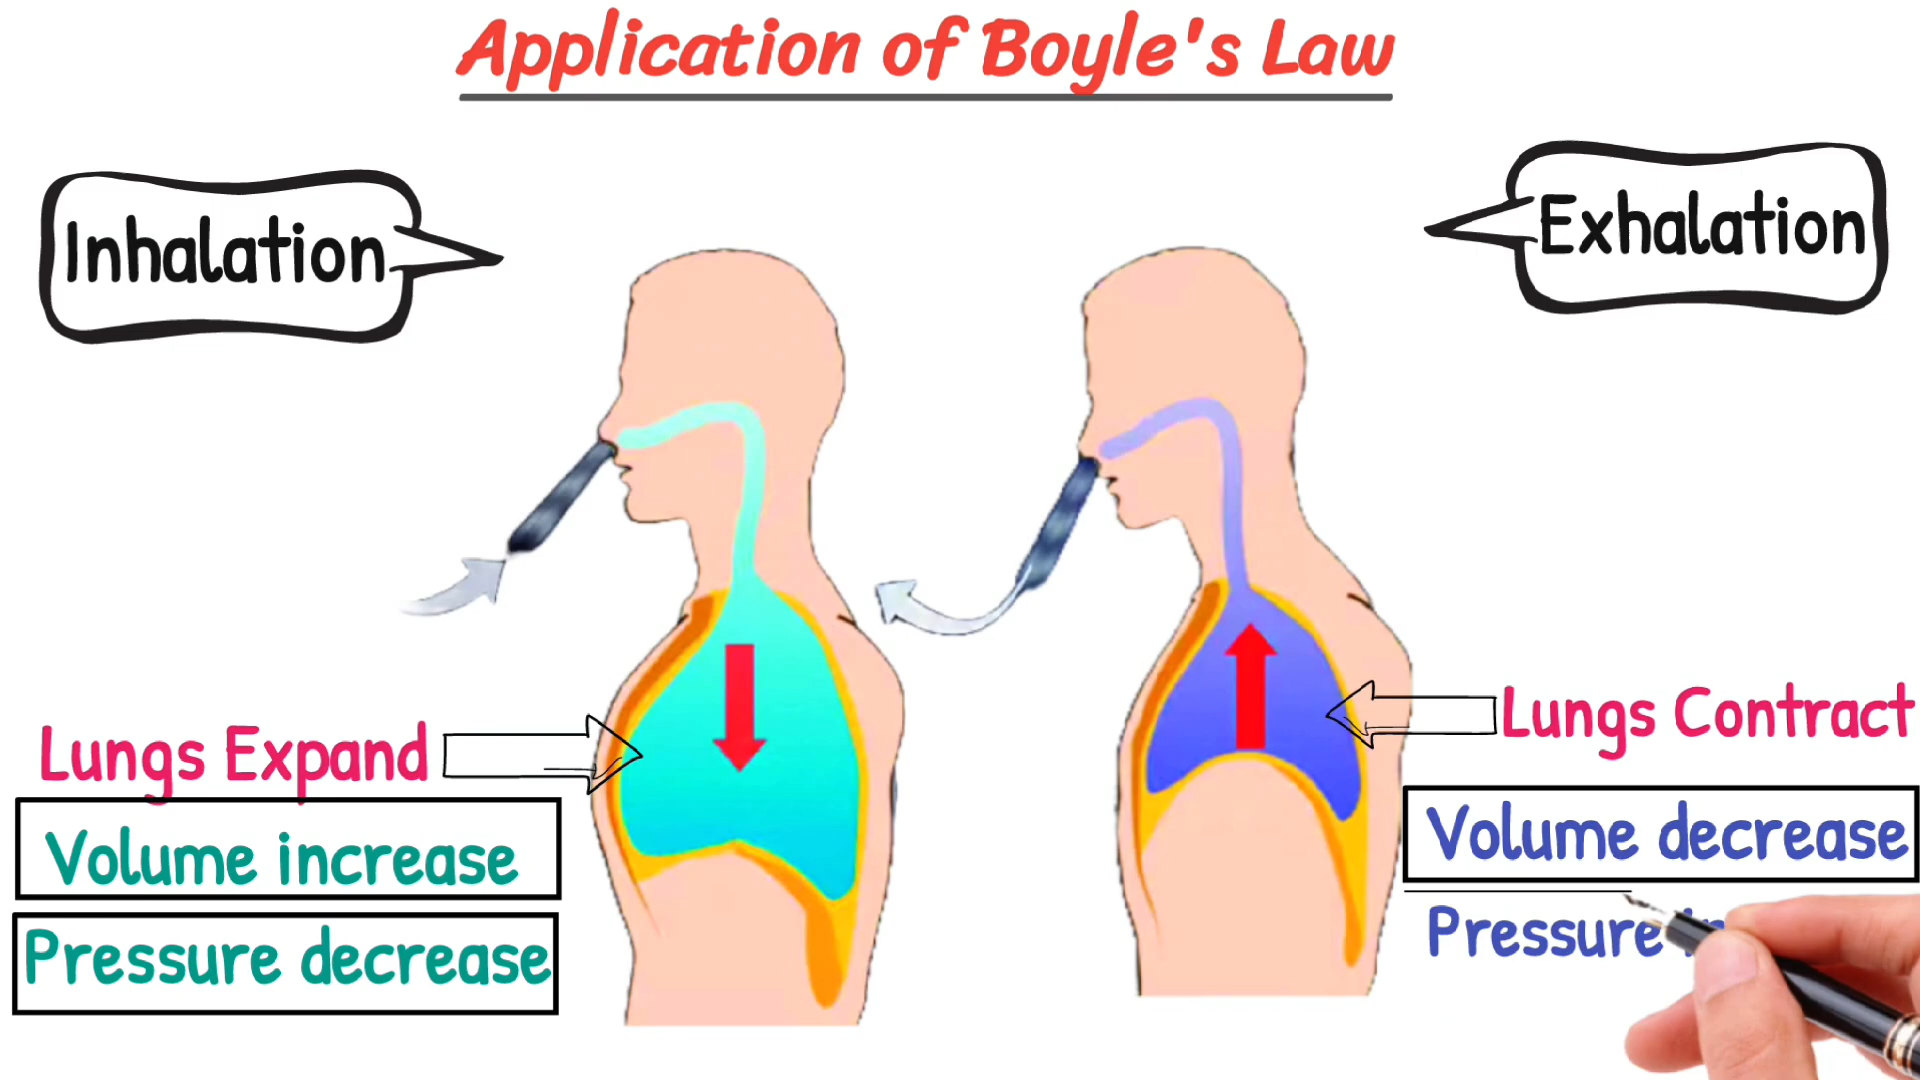 Application of Boyle's Law
Inhalation
Exhalation
Lungs Expand
Volume increase
Pressure decrease
Lungs Contract
Volume decrease
Pressure